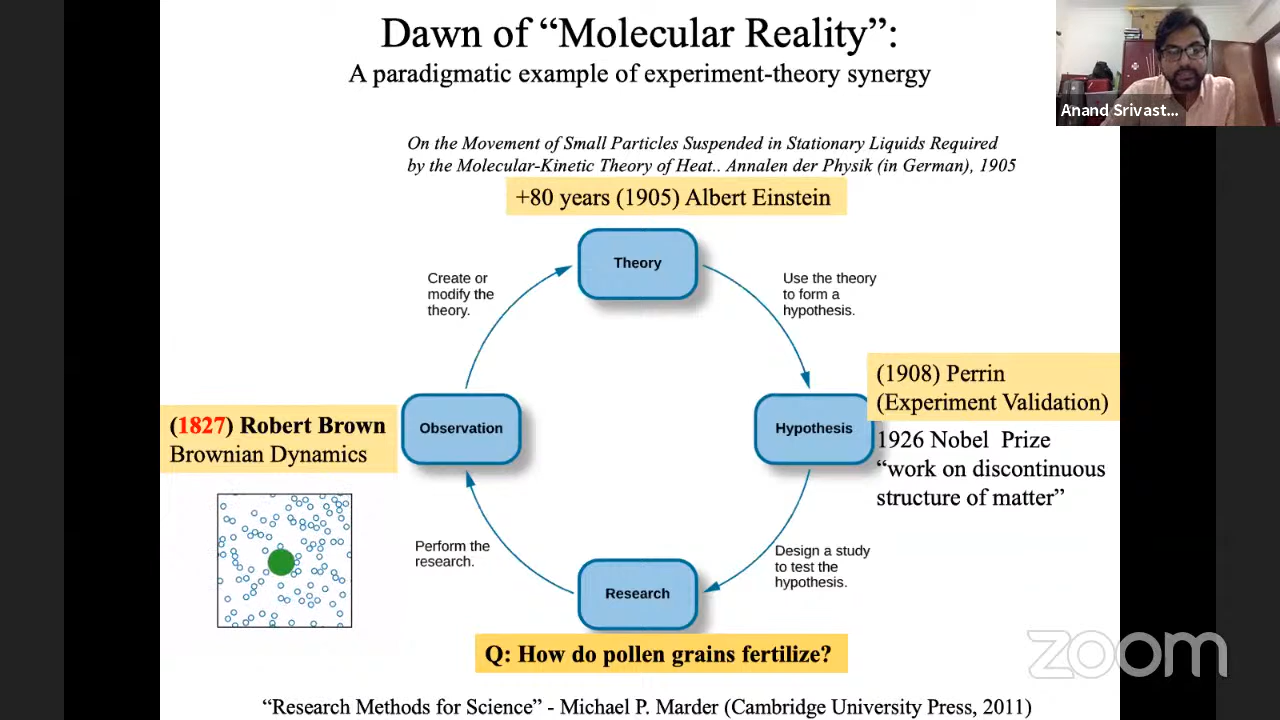 Dawn of “Molecular Reality”:
A paradigmatic example of experiment-theory synergy
Anand Srivast...
On the Movement of Small Particles Suspended in Stationary Liquids Required
by the Molecular-Kinetic Theory of Heat.. Annalen der Physik (in German), 1905
+80 years (1905) Albert Einstein
Theory
Create or
modify the
theory.
Use the theory
to form a
hypothesis.
(1908) Perrin
(Experiment Validation)
(1827) Robert Brown
Brownian Dynamics
Observation
Hypothesis
1926 Nobel Prize
“work on discontinuous
structure of matter”
Perform the
research.
Design a study
to test the
hypothesis.
Research
Q: How do pollen grains fertilize?
zoom
“Research Methods for Science” - Michael P. Marder (Cambridge University Press, 2011)